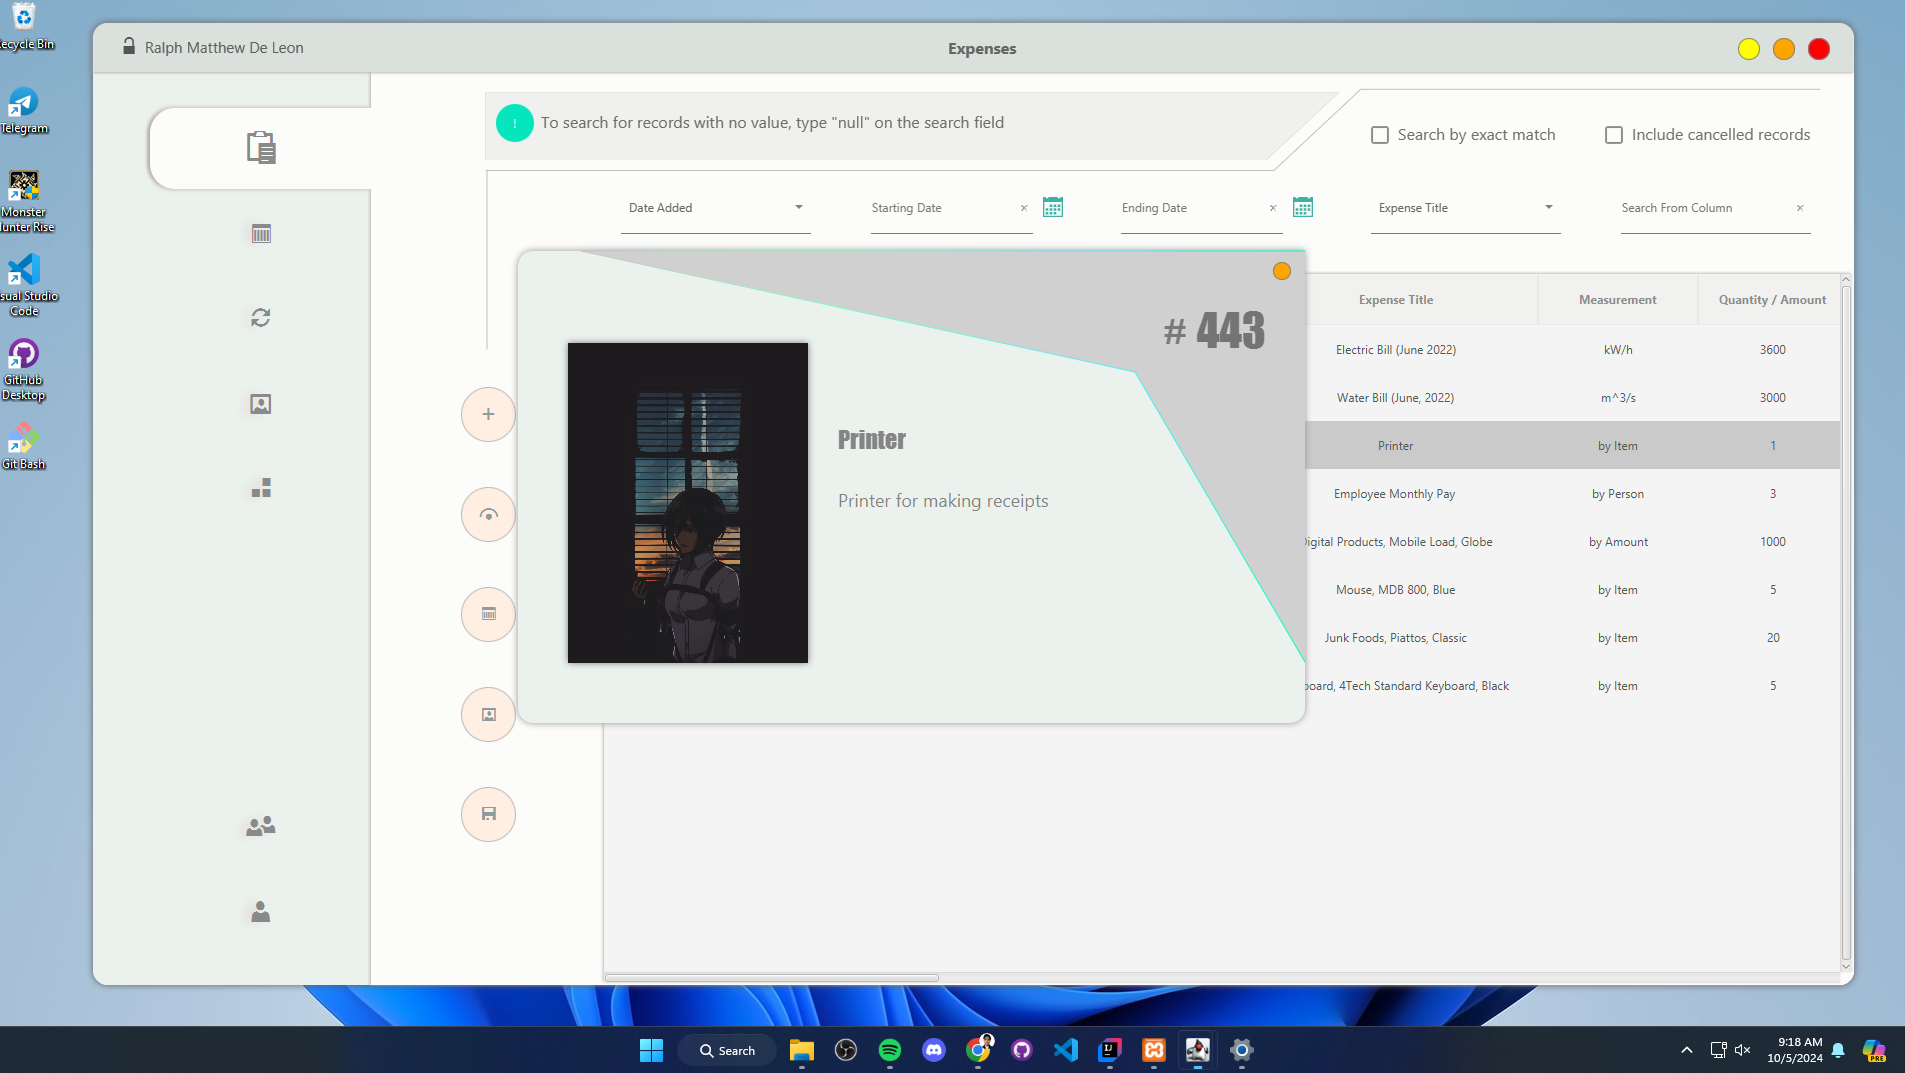 Recycle Bin
Telegram
Monster
Hunter Rise
Visual Studio
Code
GitHub
Desktop
Git Bash
Ralph Matthew De Leon
Expenses
! To search for records with no value, type "null" on the search field
Search by exact match
Include cancelled records
Date Added
Starting Date
×
Ending Date
×
Expense Title
Search From Column
×
# 443
Printer
Printer for making receipts
Expense Title Measurement Quantity / Amount
Electric Bill (June 2022) kW/h 3600
Water Bill (June, 2022) m^3/s 3000
Printer by Item 1
Employee Monthly Pay by Person 3
Digital Products, Mobile Load, Globe by Amount 1000
Mouse, MDB 800, Blue by Item 5
Junk Foods, Piattos, Classic by Item 20
board, 4Tech Standard Keyboard, Black by Item 5
Search
9:18 AM
10/5/2024
PRE